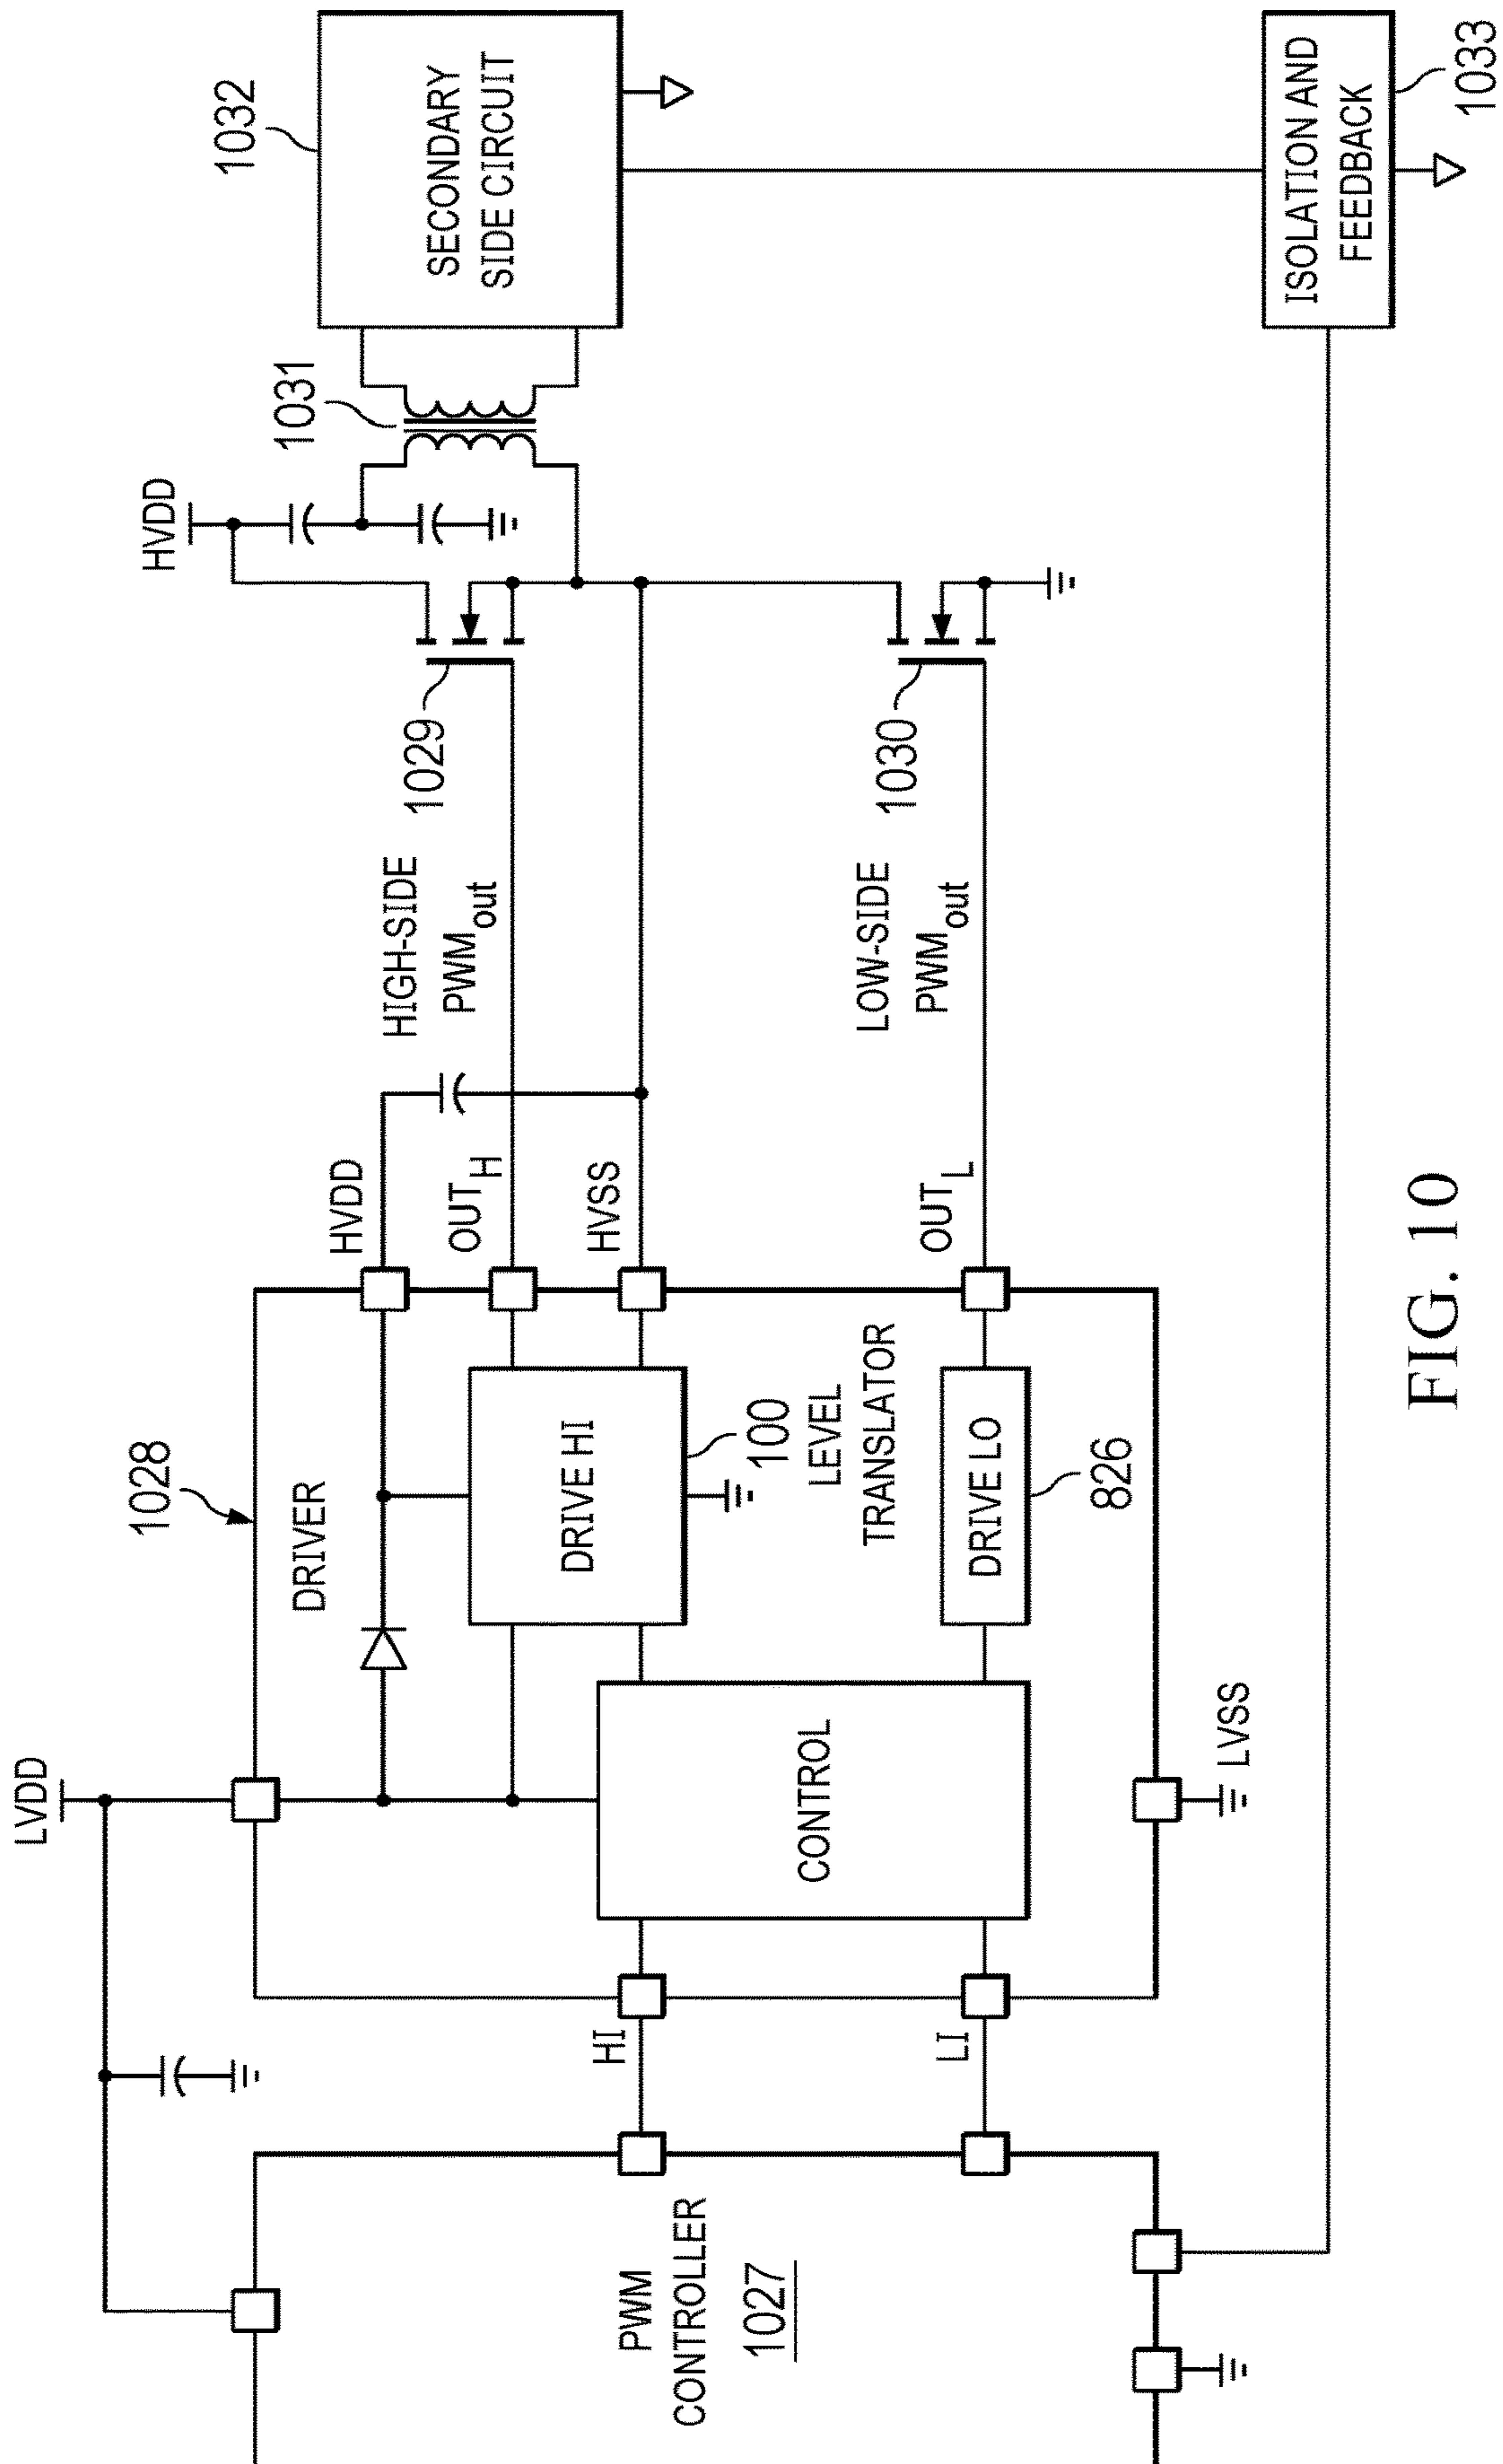 LVDD
HVDD
1028
DRIVER
HVDD
1031
1032
SECONDARY
SIDE CIRCUIT
HIGH-SIDE
PWMout
1029
OUTH
DRIVE HI
HVSS
HI
PWM
CONTROLLER
1027
CONTROL
100
LEVEL
TRANSLATOR
LOW-SIDE
PWMout
1030
OUTL
LI
DRIVE LO
826
LVSS
ISOLATION AND
FEEDBACK
1033
FIG. 10